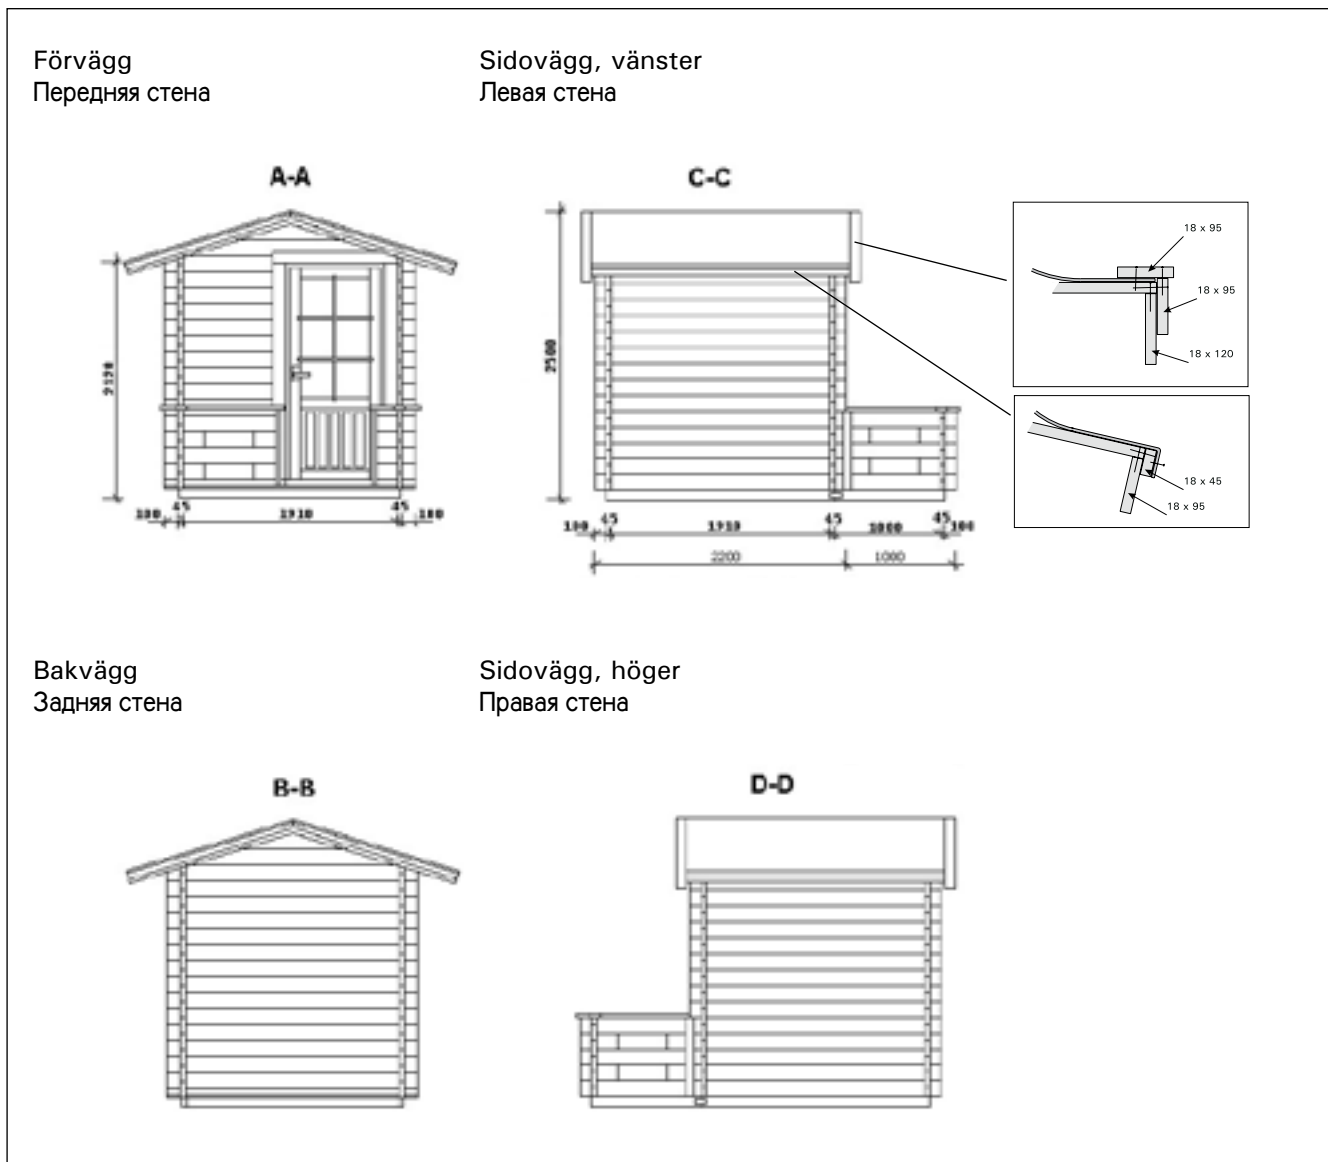 Förvägg
Передняя стена
Sidovägg, vänster
Левая стена
A-A
C-C
18 x 95
18 x 95
18 x 120
2500
18 x 45
18 x 95
100 45 1910 45 100
100 45 1910 45 1000 45 100
2200 1000
Bakvägg
Задняя стена
Sidovägg, höger
Правая стена
B-B
D-D